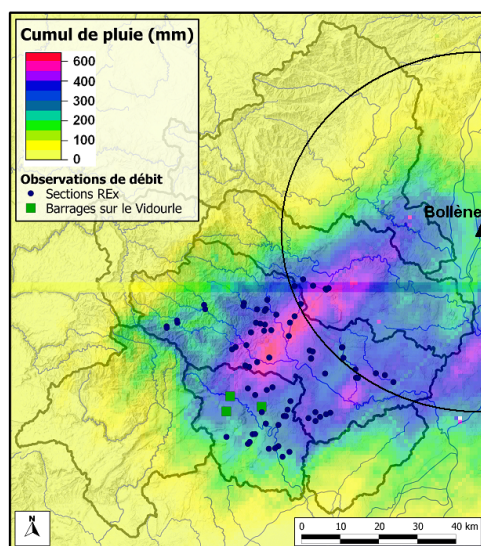 Cumul de pluie (mm)
600
400
300
200
100
0
Observations de débit
Sections REx
Barrages sur le Vidourle
Bollène
N
0 10 20 30 40 km